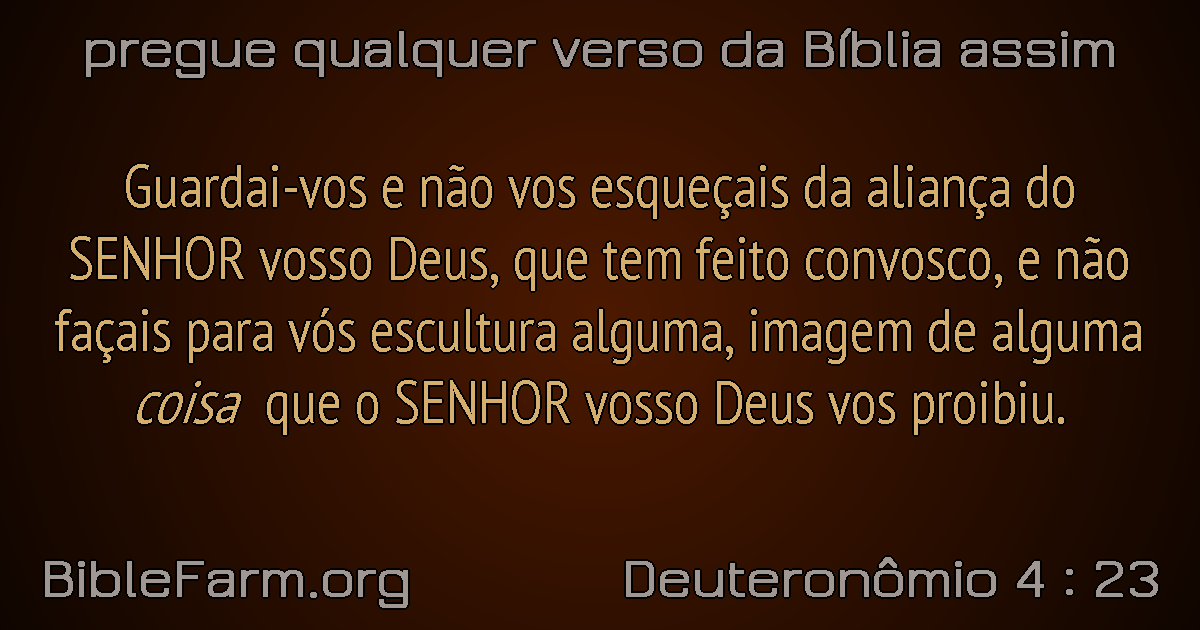 pregue qualquer verso da Bíblia assim
Guardai-vos e não vos esqueçais da aliança do
SENHOR vosso Deus, que tem feito convosco, e não
façais para vós escultura alguma, imagem de alguma
coisa que o SENHOR vosso Deus vos proibiu.
BibleFarm.org
Deuteronômio 4 : 23